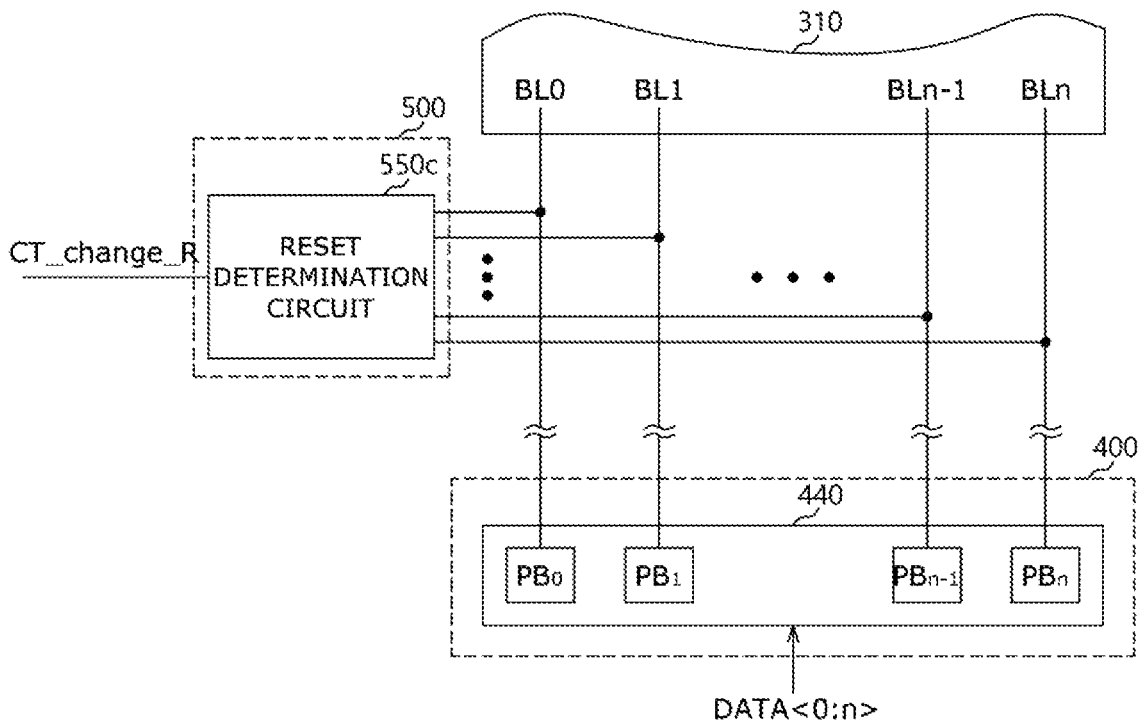 310
BL0 BL1 BLn-1 BLn
500
550c
CT_change_R
RESET
DETERMINATION
CIRCUIT
400
440
PB0 PB1 PBn-1 PBn
DATA<0:n>